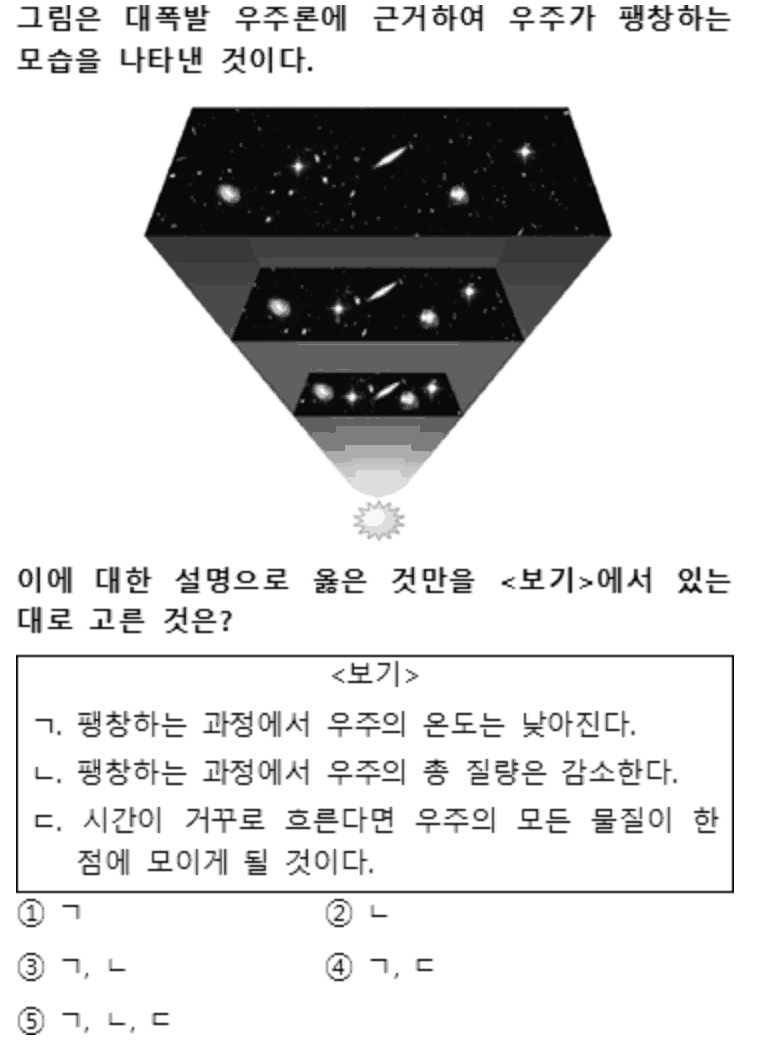 그림은 대폭발 우주론에 근거하여 우주가 팽창하는
모습을 나타낸 것이다.
이에 대한 설명으로 옳은 것만을 <보기>에서 있는
대로 고른 것은?
<보기>
ㄱ. 팽창하는 과정에서 우주의 온도는 낮아진다.
ㄴ. 팽창하는 과정에서 우주의 총 질량은 감소한다.
ㄷ. 시간이 거꾸로 흐른다면 우주의 모든 물질이 한
점에 모이게 될 것이다.
① ㄱ ② ㄴ
③ ㄱ, ㄴ ④ ㄱ, ㄷ
⑤ ㄱ, ㄴ, ㄷ